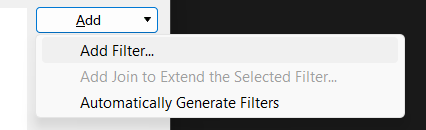 Add
Add Filter...
Add Join to Extend the Selected Filter...
Automatically Generate Filters